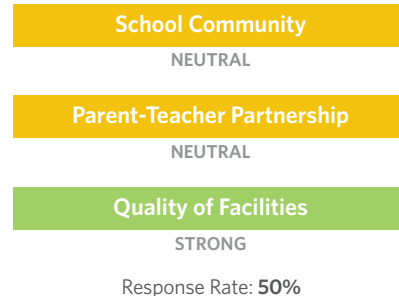 School Community
NEUTRAL
Parent-Teacher Partnership
NEUTRAL
Quality of Facilities
STRONG
Response Rate: 50%